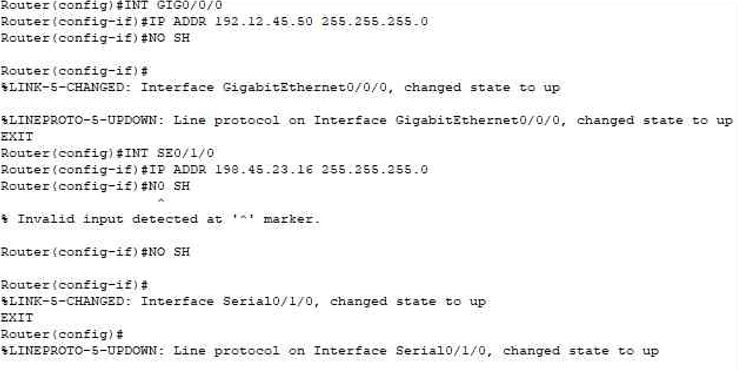 Router(config)#INT GIG0/0/0
Router(config-if)#IP ADDR 192.12.45.50 255.255.255.0
Router(config-if)#NO SH
Router(config-if)#
%LINK-5-CHANGED: Interface GigabitEthernet0/0/0, changed state to up
%LINEPROTO-5-UPDOWN: Line protocol on Interface GigabitEthernet0/0/0, changed state to up
EXIT
Router(config)#INT SE0/1/0
Router(config-if)#IP ADDR 198.45.23.16 255.255.255.0
Router(config-if)#N0 SH
^
% Invalid input detected at '^' marker.
Router(config-if)#NO SH
Router(config-if)#
%LINK-5-CHANGED: Interface Serial0/1/0, changed state to up
EXIT
Router(config)#
%LINEPROTO-5-UPDOWN: Line protocol on Interface Serial0/1/0, changed state to up